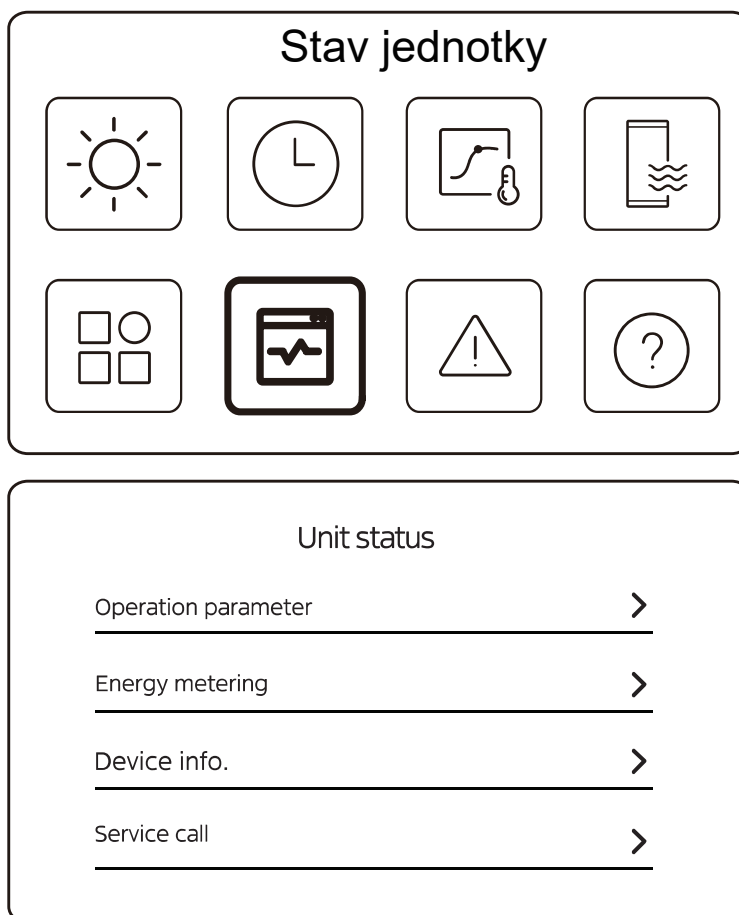 Stav jednotky
?
Unit status
Operation parameter
Energy metering
Device info.
Service call